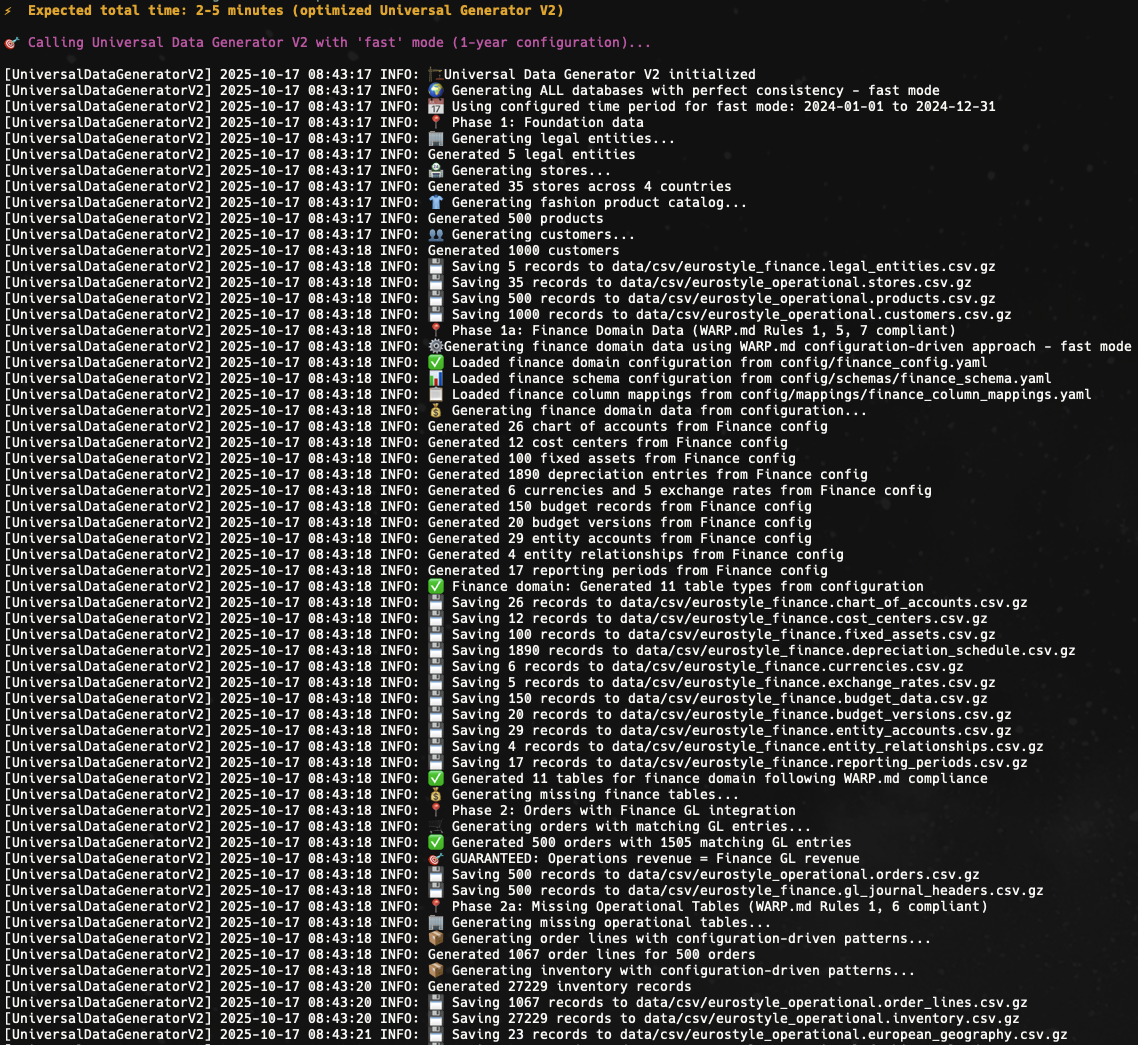 ⚡ Expected total time: 2-5 minutes (optimized Universal Generator V2)
🎯 Calling Universal Data Generator V2 with 'fast' mode (1-year configuration)...
[UniversalDataGeneratorV2] 2025-10-17 08:43:17 INFO: 🏗️Universal Data Generator V2 initialized
[UniversalDataGeneratorV2] 2025-10-17 08:43:17 INFO: 🌍 Generating ALL databases with perfect consistency - fast mode
[UniversalDataGeneratorV2] 2025-10-17 08:43:17 INFO: 📅 Using configured time period for fast mode: 2024-01-01 to 2024-12-31
[UniversalDataGeneratorV2] 2025-10-17 08:43:17 INFO: 📍 Phase 1: Foundation data
[UniversalDataGeneratorV2] 2025-10-17 08:43:17 INFO: 🏢 Generating legal entities...
[UniversalDataGeneratorV2] 2025-10-17 08:43:17 INFO: Generated 5 legal entities
[UniversalDataGeneratorV2] 2025-10-17 08:43:17 INFO: 🏪 Generating stores...
[UniversalDataGeneratorV2] 2025-10-17 08:43:17 INFO: Generated 35 stores across 4 countries
[UniversalDataGeneratorV2] 2025-10-17 08:43:17 INFO: 👕 Generating fashion product catalog...
[UniversalDataGeneratorV2] 2025-10-17 08:43:17 INFO: Generated 500 products
[UniversalDataGeneratorV2] 2025-10-17 08:43:17 INFO: 👥 Generating customers...
[UniversalDataGeneratorV2] 2025-10-17 08:43:18 INFO: Generated 1000 customers
[UniversalDataGeneratorV2] 2025-10-17 08:43:18 INFO: 💾 Saving 5 records to data/csv/eurostyle_finance.legal_entities.csv.gz
[UniversalDataGeneratorV2] 2025-10-17 08:43:18 INFO: 💾 Saving 35 records to data/csv/eurostyle_operational.stores.csv.gz
[UniversalDataGeneratorV2] 2025-10-17 08:43:18 INFO: 💾 Saving 500 records to data/csv/eurostyle_operational.products.csv.gz
[UniversalDataGeneratorV2] 2025-10-17 08:43:18 INFO: 💾 Saving 1000 records to data/csv/eurostyle_operational.customers.csv.gz
[UniversalDataGeneratorV2] 2025-10-17 08:43:18 INFO: 📍 Phase 1a: Finance Domain Data (WARP.md Rules 1, 5, 7 compliant)
[UniversalDataGeneratorV2] 2025-10-17 08:43:18 INFO: ⚙️Generating finance domain data using WARP.md configuration-driven approach - fast mode
[UniversalDataGeneratorV2] 2025-10-17 08:43:18 INFO: ✅ Loaded finance domain configuration from config/finance_config.yaml
[UniversalDataGeneratorV2] 2025-10-17 08:43:18 INFO: 📊 Loaded finance schema configuration from config/schemas/finance_schema.yaml
[UniversalDataGeneratorV2] 2025-10-17 08:43:18 INFO: 📋 Loaded finance column mappings from config/mappings/finance_column_mappings.yaml
[UniversalDataGeneratorV2] 2025-10-17 08:43:18 INFO: 💰 Generating finance domain data from configuration...
[UniversalDataGeneratorV2] 2025-10-17 08:43:18 INFO: Generated 26 chart of accounts from Finance config
[UniversalDataGeneratorV2] 2025-10-17 08:43:18 INFO: Generated 12 cost centers from Finance config
[UniversalDataGeneratorV2] 2025-10-17 08:43:18 INFO: Generated 100 fixed assets from Finance config
[UniversalDataGeneratorV2] 2025-10-17 08:43:18 INFO: Generated 1890 depreciation entries from Finance config
[UniversalDataGeneratorV2] 2025-10-17 08:43:18 INFO: Generated 6 currencies and 5 exchange rates from Finance config
[UniversalDataGeneratorV2] 2025-10-17 08:43:18 INFO: Generated 150 budget records from Finance config
[UniversalDataGeneratorV2] 2025-10-17 08:43:18 INFO: Generated 20 budget versions from Finance config
[UniversalDataGeneratorV2] 2025-10-17 08:43:18 INFO: Generated 29 entity accounts from Finance config
[UniversalDataGeneratorV2] 2025-10-17 08:43:18 INFO: Generated 4 entity relationships from Finance config
[UniversalDataGeneratorV2] 2025-10-17 08:43:18 INFO: Generated 17 reporting periods from Finance config
[UniversalDataGeneratorV2] 2025-10-17 08:43:18 INFO: ✅ Finance domain: Generated 11 table types from configuration
[UniversalDataGeneratorV2] 2025-10-17 08:43:18 INFO: 💾 Saving 26 records to data/csv/eurostyle_finance.chart_of_accounts.csv.gz
[UniversalDataGeneratorV2] 2025-10-17 08:43:18 INFO: 💾 Saving 12 records to data/csv/eurostyle_finance.cost_centers.csv.gz
[UniversalDataGeneratorV2] 2025-10-17 08:43:18 INFO: 💾 Saving 100 records to data/csv/eurostyle_finance.fixed_assets.csv.gz
[UniversalDataGeneratorV2] 2025-10-17 08:43:18 INFO: 💾 Saving 1890 records to data/csv/eurostyle_finance.depreciation_schedule.csv.gz
[UniversalDataGeneratorV2] 2025-10-17 08:43:18 INFO: 💾 Saving 6 records to data/csv/eurostyle_finance.currencies.csv.gz
[UniversalDataGeneratorV2] 2025-10-17 08:43:18 INFO: 💾 Saving 5 records to data/csv/eurostyle_finance.exchange_rates.csv.gz
[UniversalDataGeneratorV2] 2025-10-17 08:43:18 INFO: 💾 Saving 150 records to data/csv/eurostyle_finance.budget_data.csv.gz
[UniversalDataGeneratorV2] 2025-10-17 08:43:18 INFO: 💾 Saving 20 records to data/csv/eurostyle_finance.budget_versions.csv.gz
[UniversalDataGeneratorV2] 2025-10-17 08:43:18 INFO: 💾 Saving 29 records to data/csv/eurostyle_finance.entity_accounts.csv.gz
[UniversalDataGeneratorV2] 2025-10-17 08:43:18 INFO: 💾 Saving 4 records to data/csv/eurostyle_finance.entity_relationships.csv.gz
[UniversalDataGeneratorV2] 2025-10-17 08:43:18 INFO: 💾 Saving 17 records to data/csv/eurostyle_finance.reporting_periods.csv.gz
[UniversalDataGeneratorV2] 2025-10-17 08:43:18 INFO: ✅ Generated 11 tables for finance domain following WARP.md compliance
[UniversalDataGeneratorV2] 2025-10-17 08:43:18 INFO: 💰 Generating missing finance tables...
[UniversalDataGeneratorV2] 2025-10-17 08:43:18 INFO: 📍 Phase 2: Orders with Finance GL integration
[UniversalDataGeneratorV2] 2025-10-17 08:43:18 INFO: 🛒 Generating orders with matching GL entries...
[UniversalDataGeneratorV2] 2025-10-17 08:43:18 INFO: ✅ Generated 500 orders with 1505 matching GL entries
[UniversalDataGeneratorV2] 2025-10-17 08:43:18 INFO: 🎯 GUARANTEED: Operations revenue = Finance GL revenue
[UniversalDataGeneratorV2] 2025-10-17 08:43:18 INFO: 💾 Saving 500 records to data/csv/eurostyle_operational.orders.csv.gz
[UniversalDataGeneratorV2] 2025-10-17 08:43:18 INFO: 💾 Saving 500 records to data/csv/eurostyle_finance.gl_journal_headers.csv.gz
[UniversalDataGeneratorV2] 2025-10-17 08:43:18 INFO: 📍 Phase 2a: Missing Operational Tables (WARP.md Rules 1, 6 compliant)
[UniversalDataGeneratorV2] 2025-10-17 08:43:18 INFO: 🏢 Generating missing operational tables...
[UniversalDataGeneratorV2] 2025-10-17 08:43:18 INFO: 📦 Generating order lines with configuration-driven patterns...
[UniversalDataGeneratorV2] 2025-10-17 08:43:18 INFO: Generated 1067 order lines for 500 orders
[UniversalDataGeneratorV2] 2025-10-17 08:43:18 INFO: 📦 Generating inventory with configuration-driven patterns...
[UniversalDataGeneratorV2] 2025-10-17 08:43:20 INFO: Generated 27229 inventory records
[UniversalDataGeneratorV2] 2025-10-17 08:43:20 INFO: 💾 Saving 1067 records to data/csv/eurostyle_operational.order_lines.csv.gz
[UniversalDataGeneratorV2] 2025-10-17 08:43:20 INFO: 💾 Saving 27229 records to data/csv/eurostyle_operational.inventory.csv.gz
[UniversalDataGeneratorV2] 2025-10-17 08:43:21 INFO: 💾 Saving 23 records to data/csv/eurostyle_operational.european_geography.csv.gz